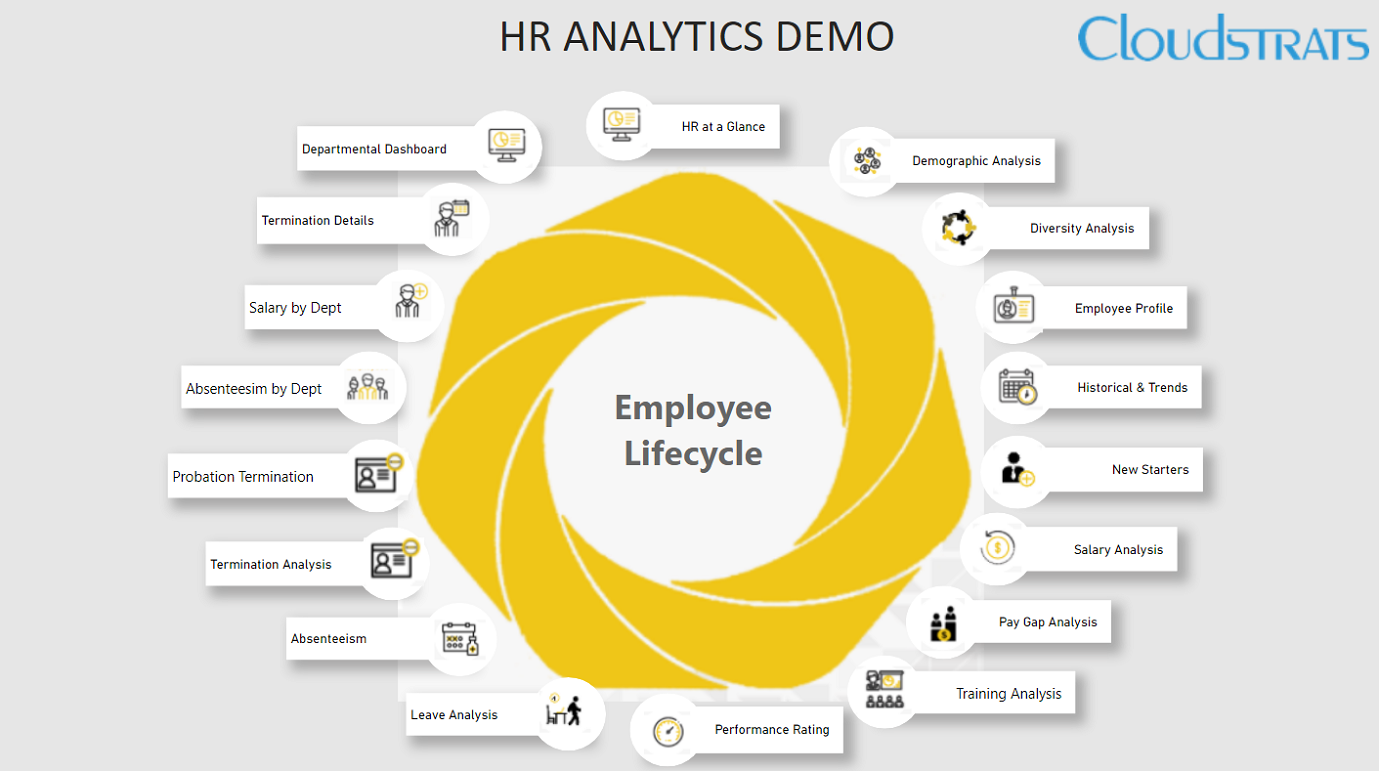 HR ANALYTICS DEMO
CLOUDSTRATS
HR at a Glance
Departmental Dashboard
Demographic Analysis
Termination Details
Diversity Analysis
Salary by Dept
Employee Profile
Absenteesim by Dept
Historical & Trends
Employee
Lifecycle
Probation Termination
New Starters
Termination Analysis
Salary Analysis
Absenteeism
Pay Gap Analysis
Leave Analysis
Training Analysis
Performance Rating